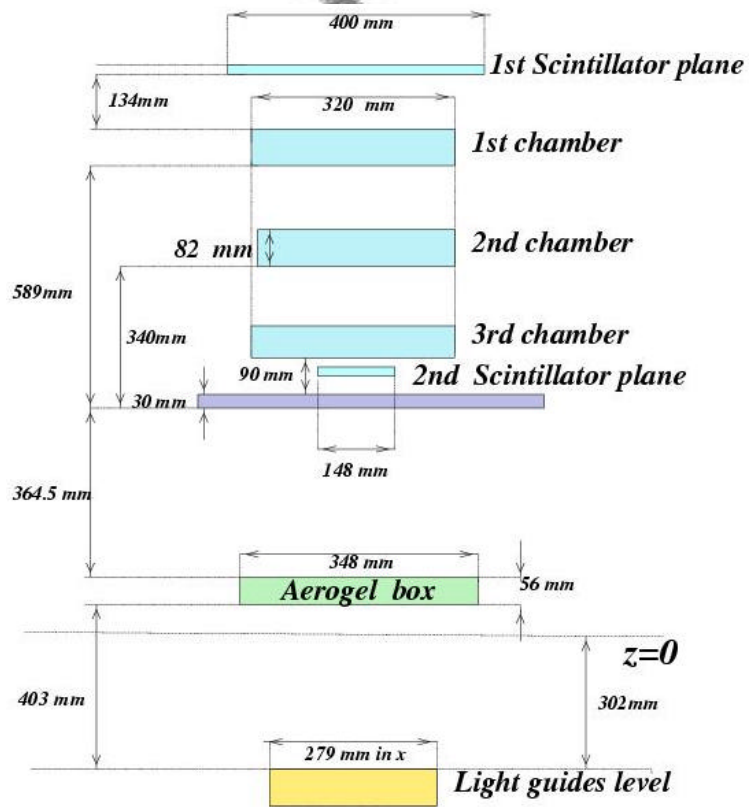 400 mm
1st Scintillator plane
134mm
320 mm
1st chamber
82 mm
2nd chamber
589mm
340mm
3rd chamber
90 mm
2nd Scintillator plane
30 mm
148 mm
364.5 mm
348 mm
Aerogel box
56 mm
z=0
403 mm
302mm
279 mm in x
Light guides level